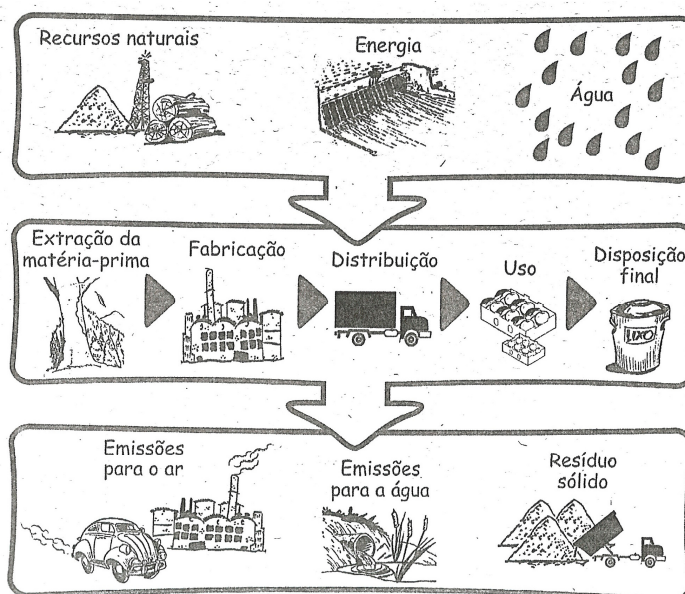 Recursos naturais
Energia
Água
Extração da
matéria-prima
Fabricação
Distribuição
Uso
Disposição
final
LIXO
Emissões
para o ar
Emissões
para a água
Resíduo
sólido